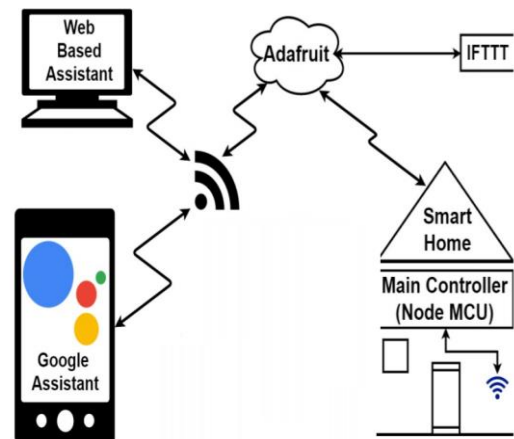 Web
Based
Assistant
Adafruit
IFTTT
Smart
Home
Main Controller
(Node MCU)
Google
Assistant